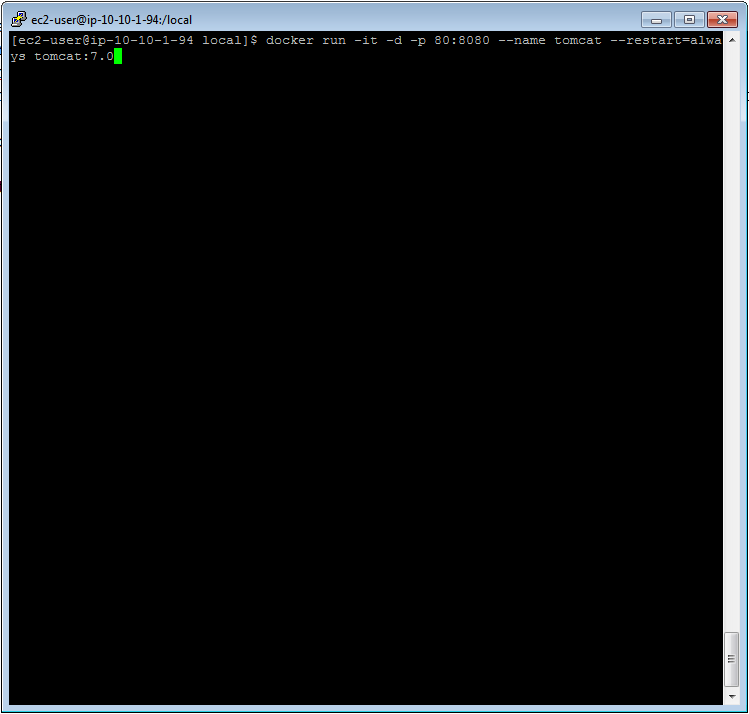 ec2-user@ip-10-10-1-94:/local
[ec2-user@ip-10-10-1-94 local]$ docker run -it -d -p 80:8080 --name tomcat --restart=alwa
ys tomcat:7.0